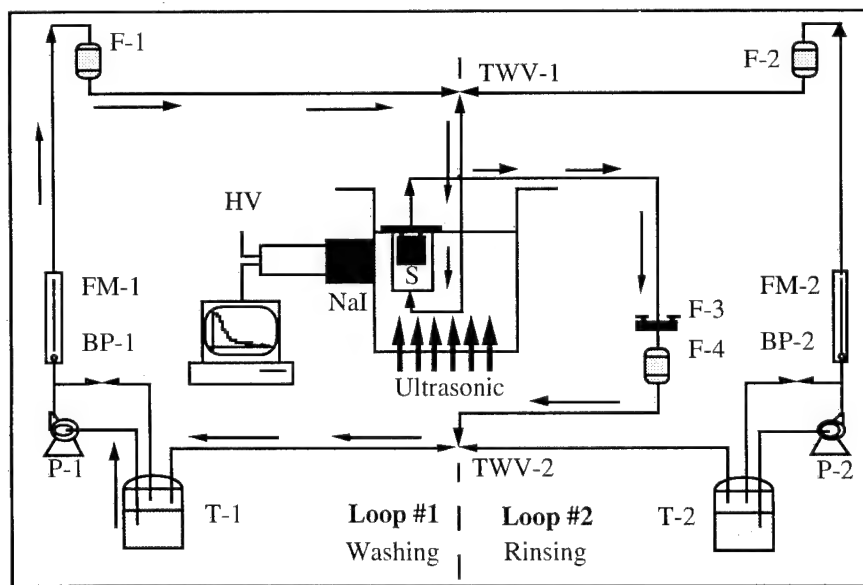 F-1
F-2
TWV-1
HV
S
NaI
FM-1
FM-2
F-3
BP-1
F-4
BP-2
Ultrasonic
P-1
TWV-2
P-2
T-1
Loop #1
Loop #2
T-2
Washing
Rinsing